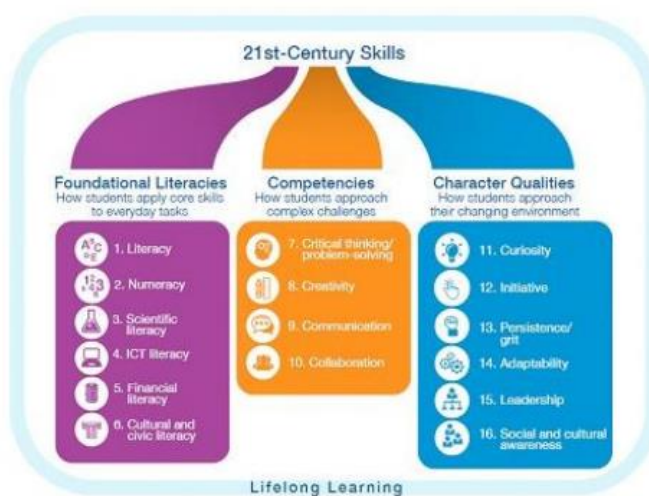 21st-Century Skills
Foundational Literacies
How students apply core skills
to everyday tasks
1. Literacy
2. Numeracy
3. Scientific
literacy
4. ICT literacy
5. Financial
literacy
6. Cultural and
civic literacy
Competencies
How students approach
complex challenges
7. Critical thinking/
problem-solving
8. Creativity
9. Communication
10. Collaboration
Character Qualities
How students approach
their changing environment
11. Curiosity
12. Initiative
13. Persistence/
grit
14. Adaptability
15. Leadership
16. Social and cultural
awareness
Lifelong Learning